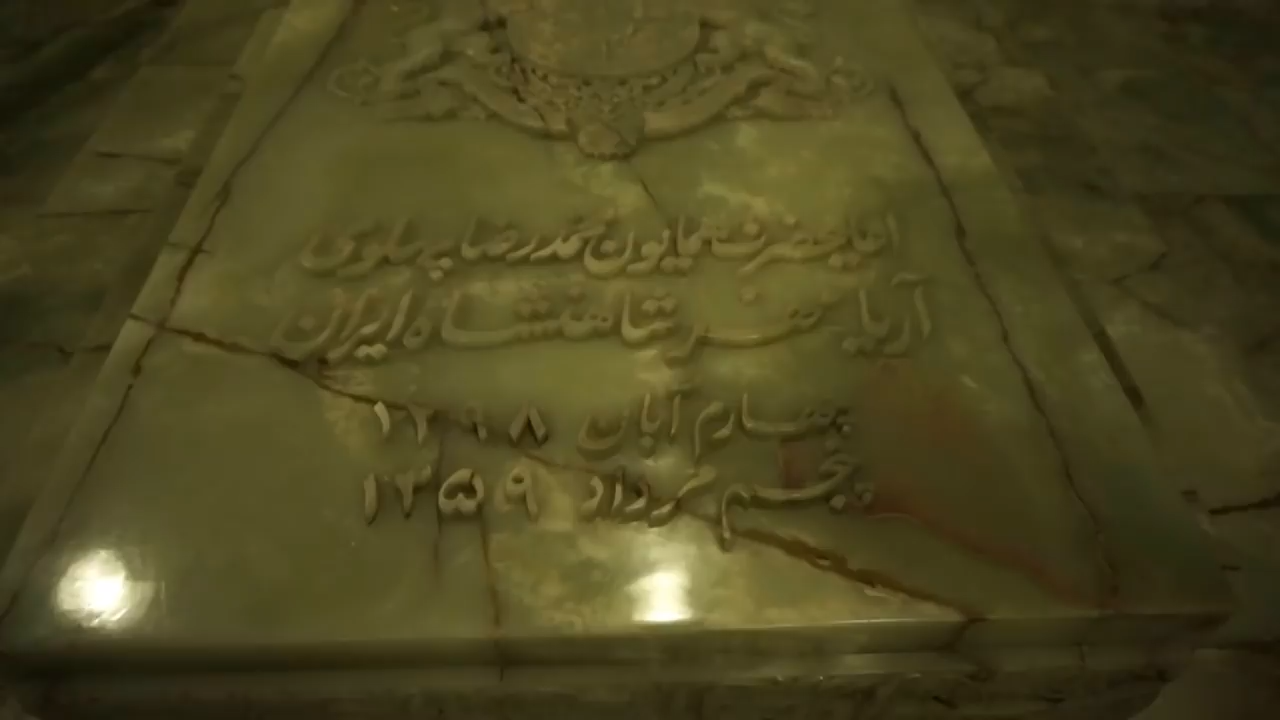 اعلیحضرت همایون محمدرضا پهلوی
آریامهر شاهنشاه ایران
چهارم آبان ۱۲۹۸
پنجم مرداد ۱۳۵۹